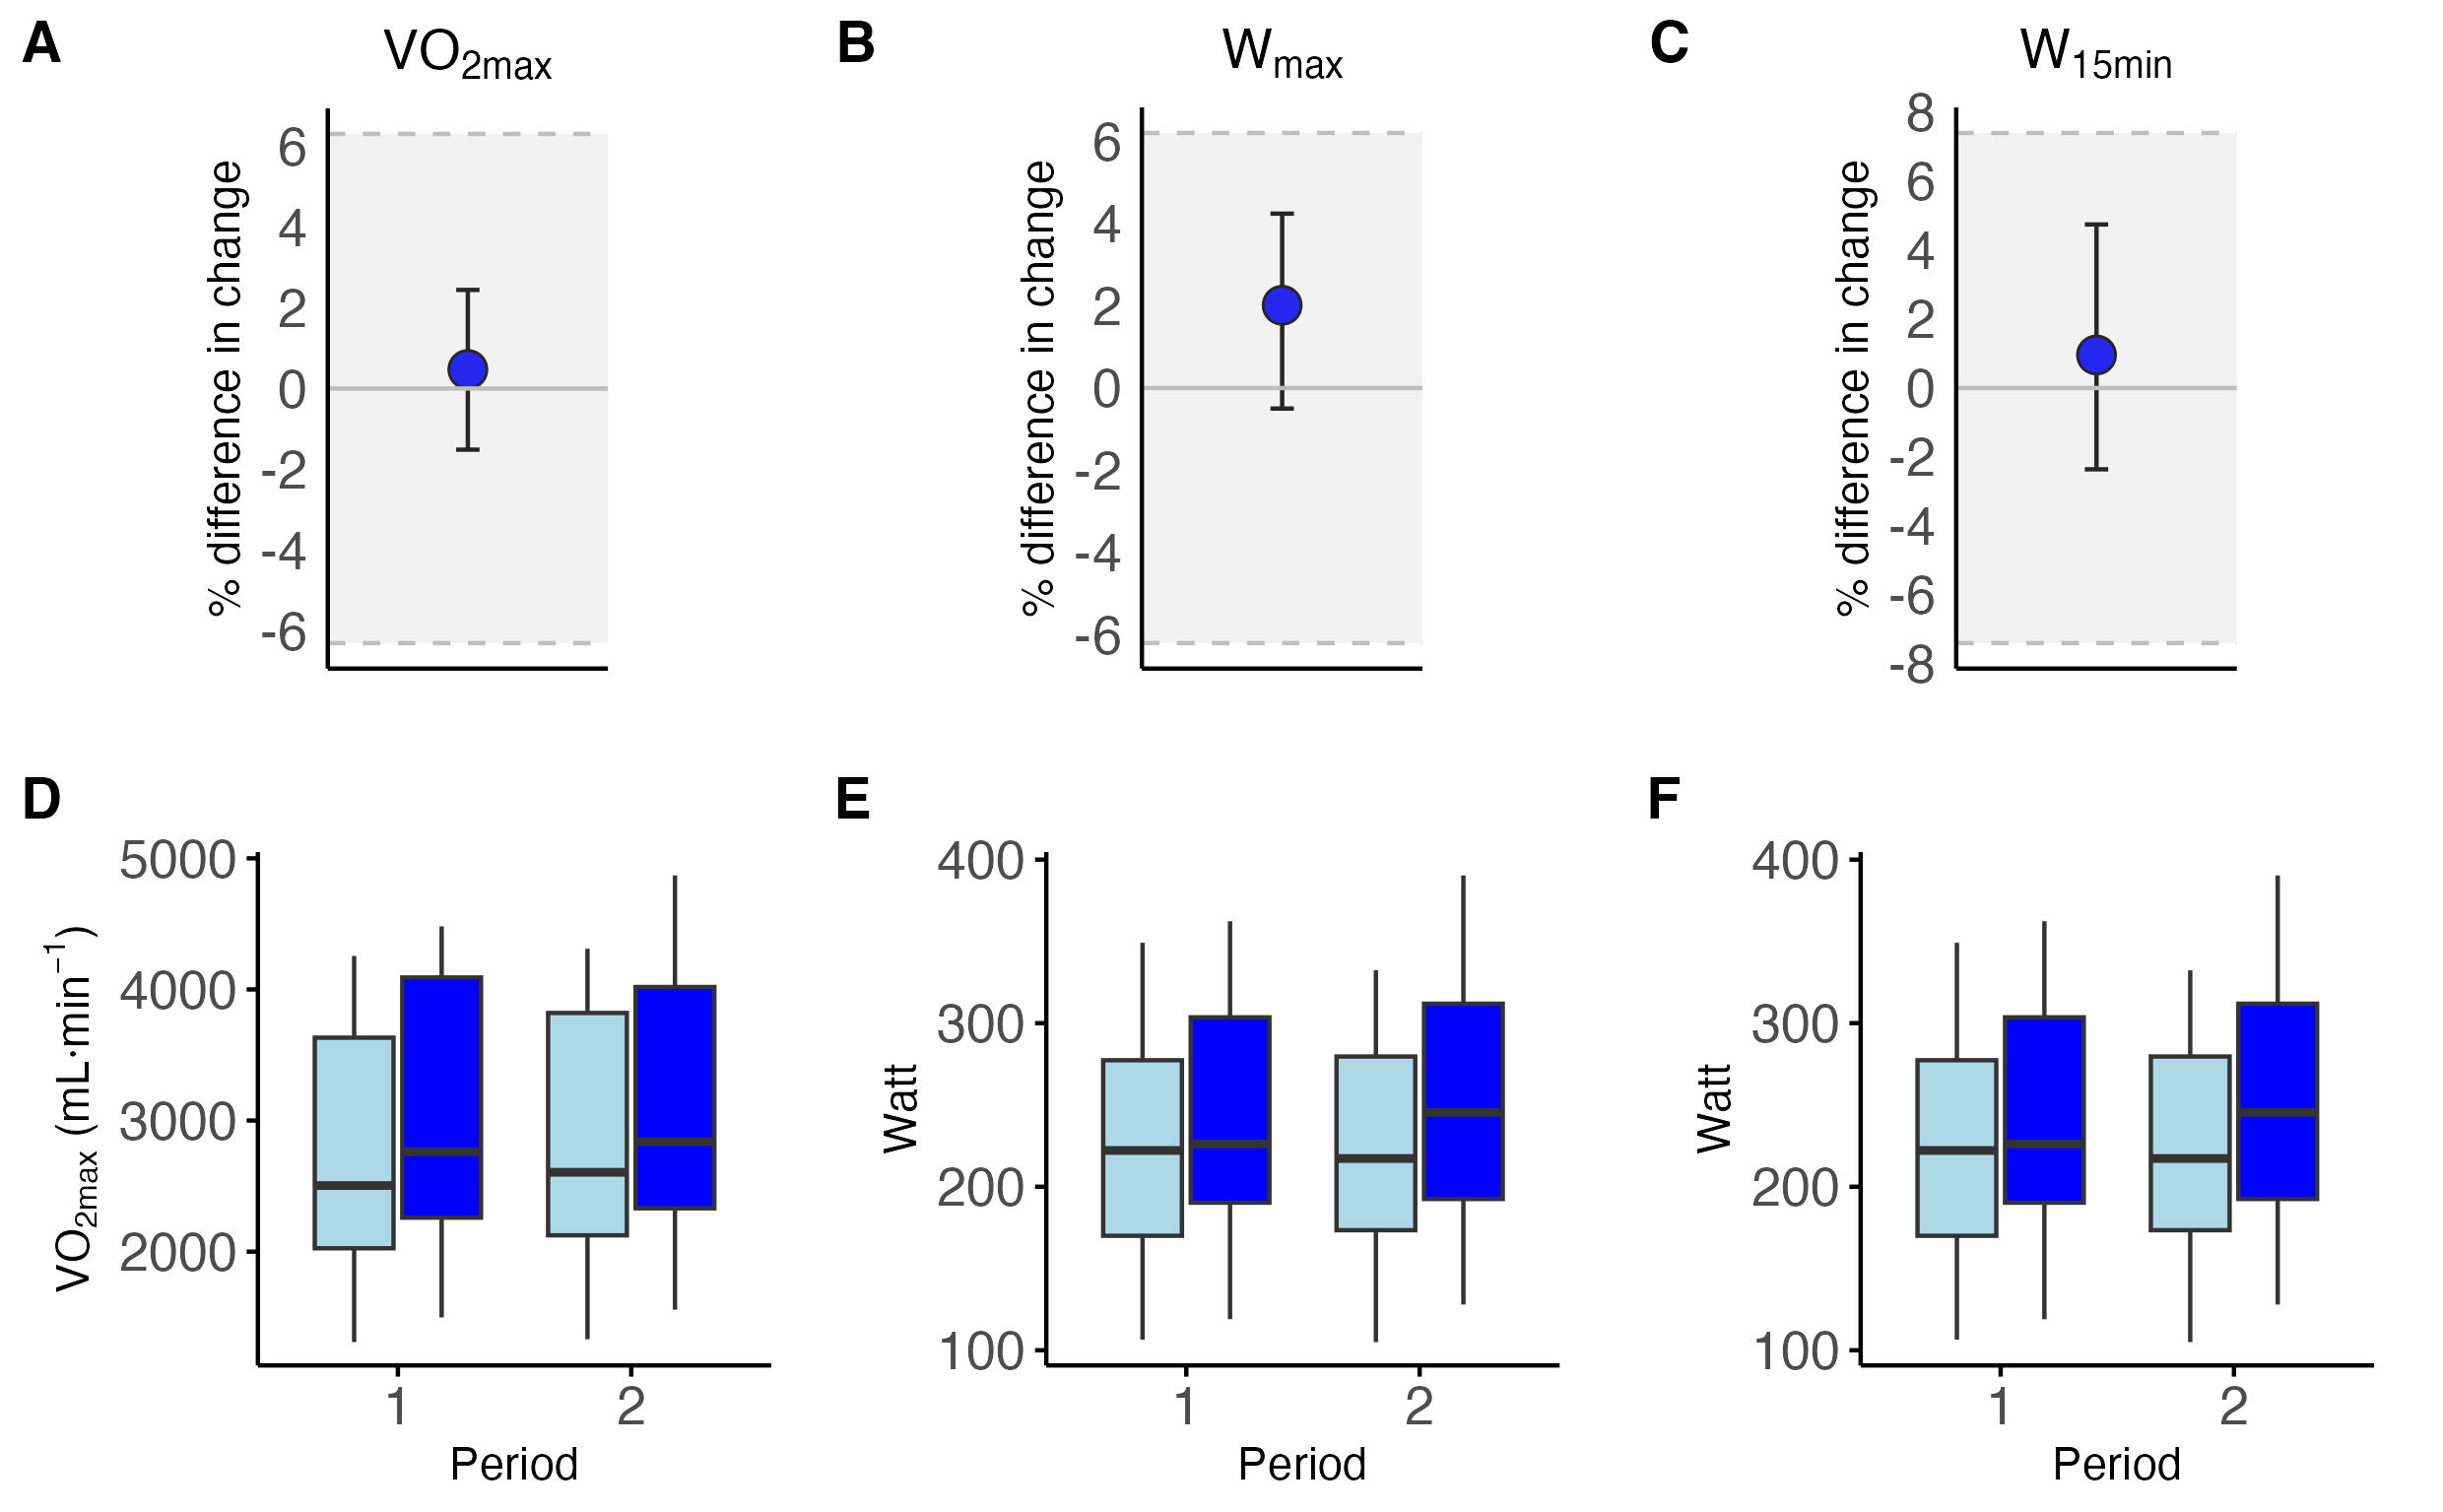 A
VO2max
6
4
2
0
-2
-4
-6
% difference in change
B
Wmax
6
4
2
0
-2
-4
-6
% difference in change
C
W15min
8
6
4
2
0
-2
-4
-6
-8
% difference in change
D
5000
4000
3000
2000
VO2max (mL·min−1)
1
2
Period
E
400
300
200
100
Watt
1
2
Period
F
400
300
200
100
Watt
1
2
Period